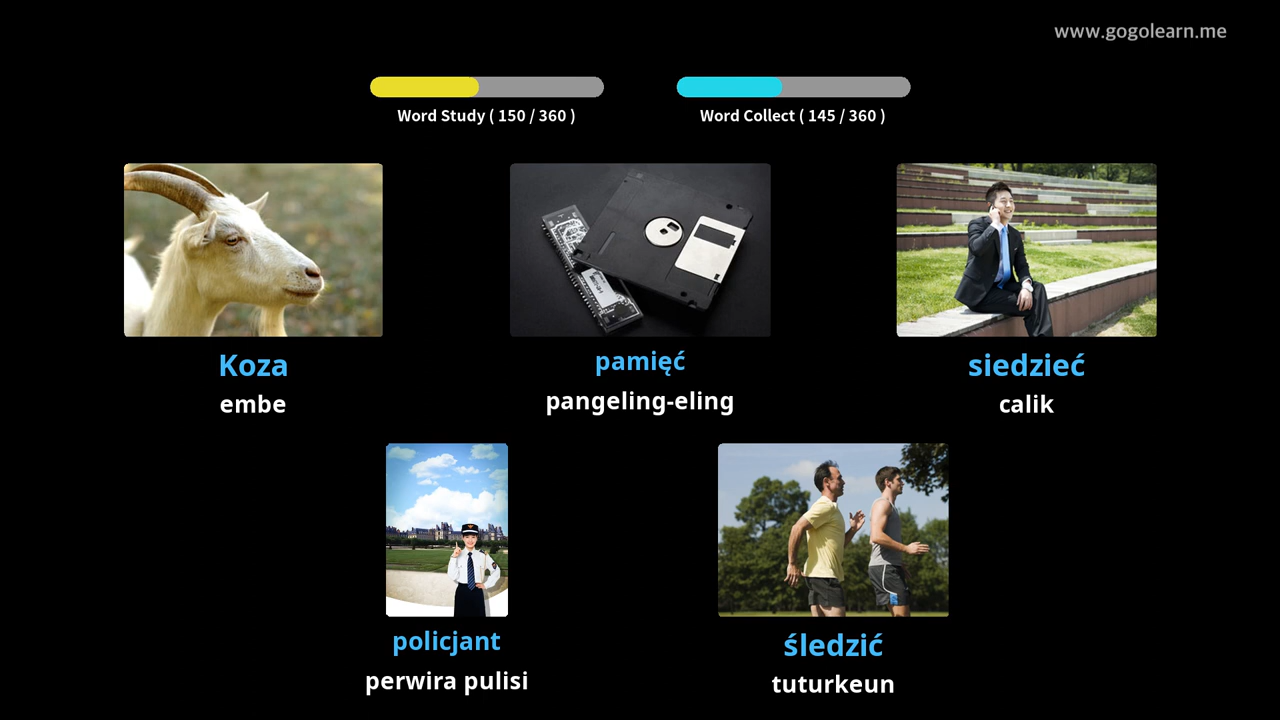 www.gogolearn.me
Word Study ( 150 / 360 )
Word Collect ( 145 / 360 )
Koza
embe
pamięć
pangeling-eling
siedzieć
calik
policjant
perwira pulisi
śledzić
tuturkeun